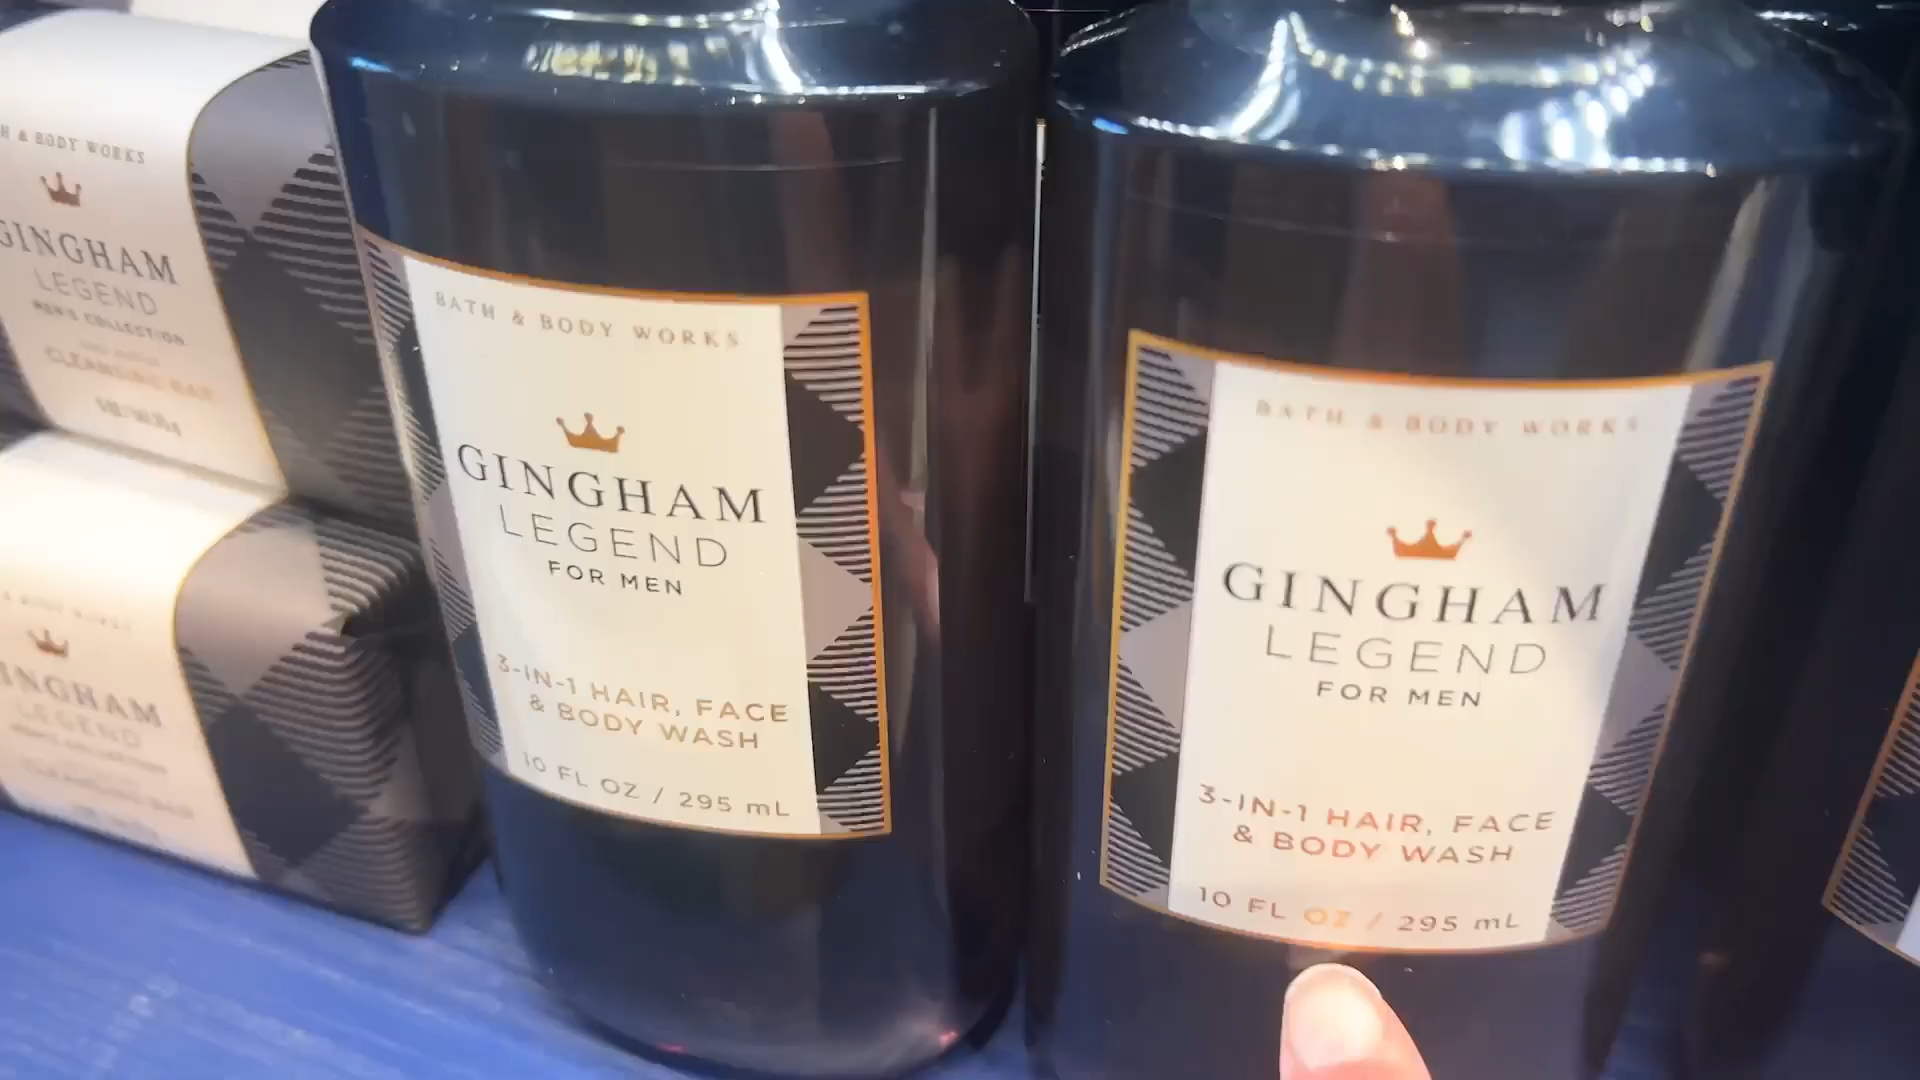 H & BODY WORKS
GINGHAM
LEGEND
MEN'S COLLECTION
CLEANSING BAR
INGHAM
LEGEND
BATH & BODY WORKS
GINGHAM
LEGEND
FOR MEN
3-IN-1 HAIR, FACE
& BODY WASH
10 FL OZ / 295 mL
BATH & BODY WORKS
GINGHAM
LEGEND
FOR MEN
3-IN-1 HAIR, FACE
& BODY WASH
10 FL OZ / 295 mL